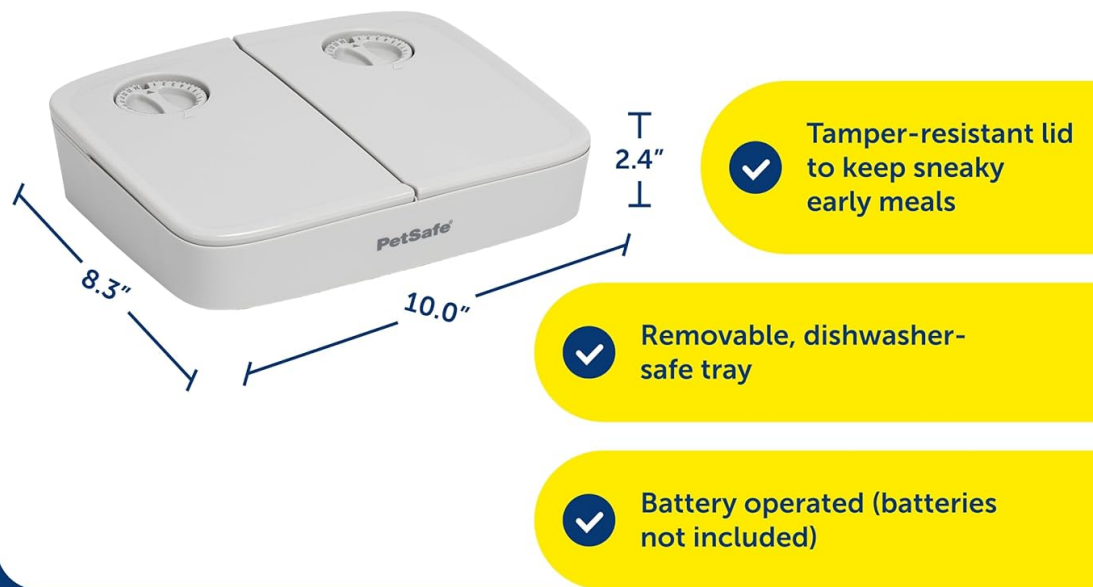 PetSafe®
8.3”
10.0”
2.4”
Tamper-resistant lid
to keep sneaky
early meals
Removable, dishwasher-
safe tray
Battery operated (batteries
not included)